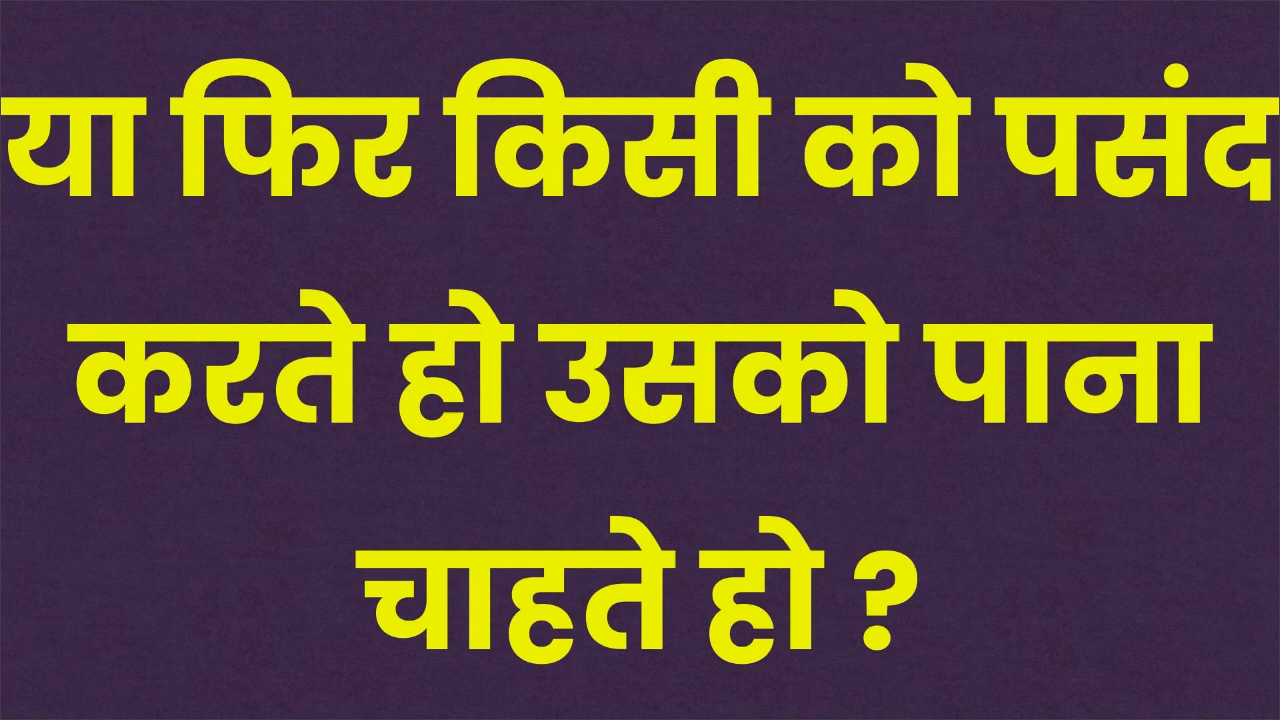 या फिर किसी को पसंद
करते हो उसको पाना
चाहते हो ?